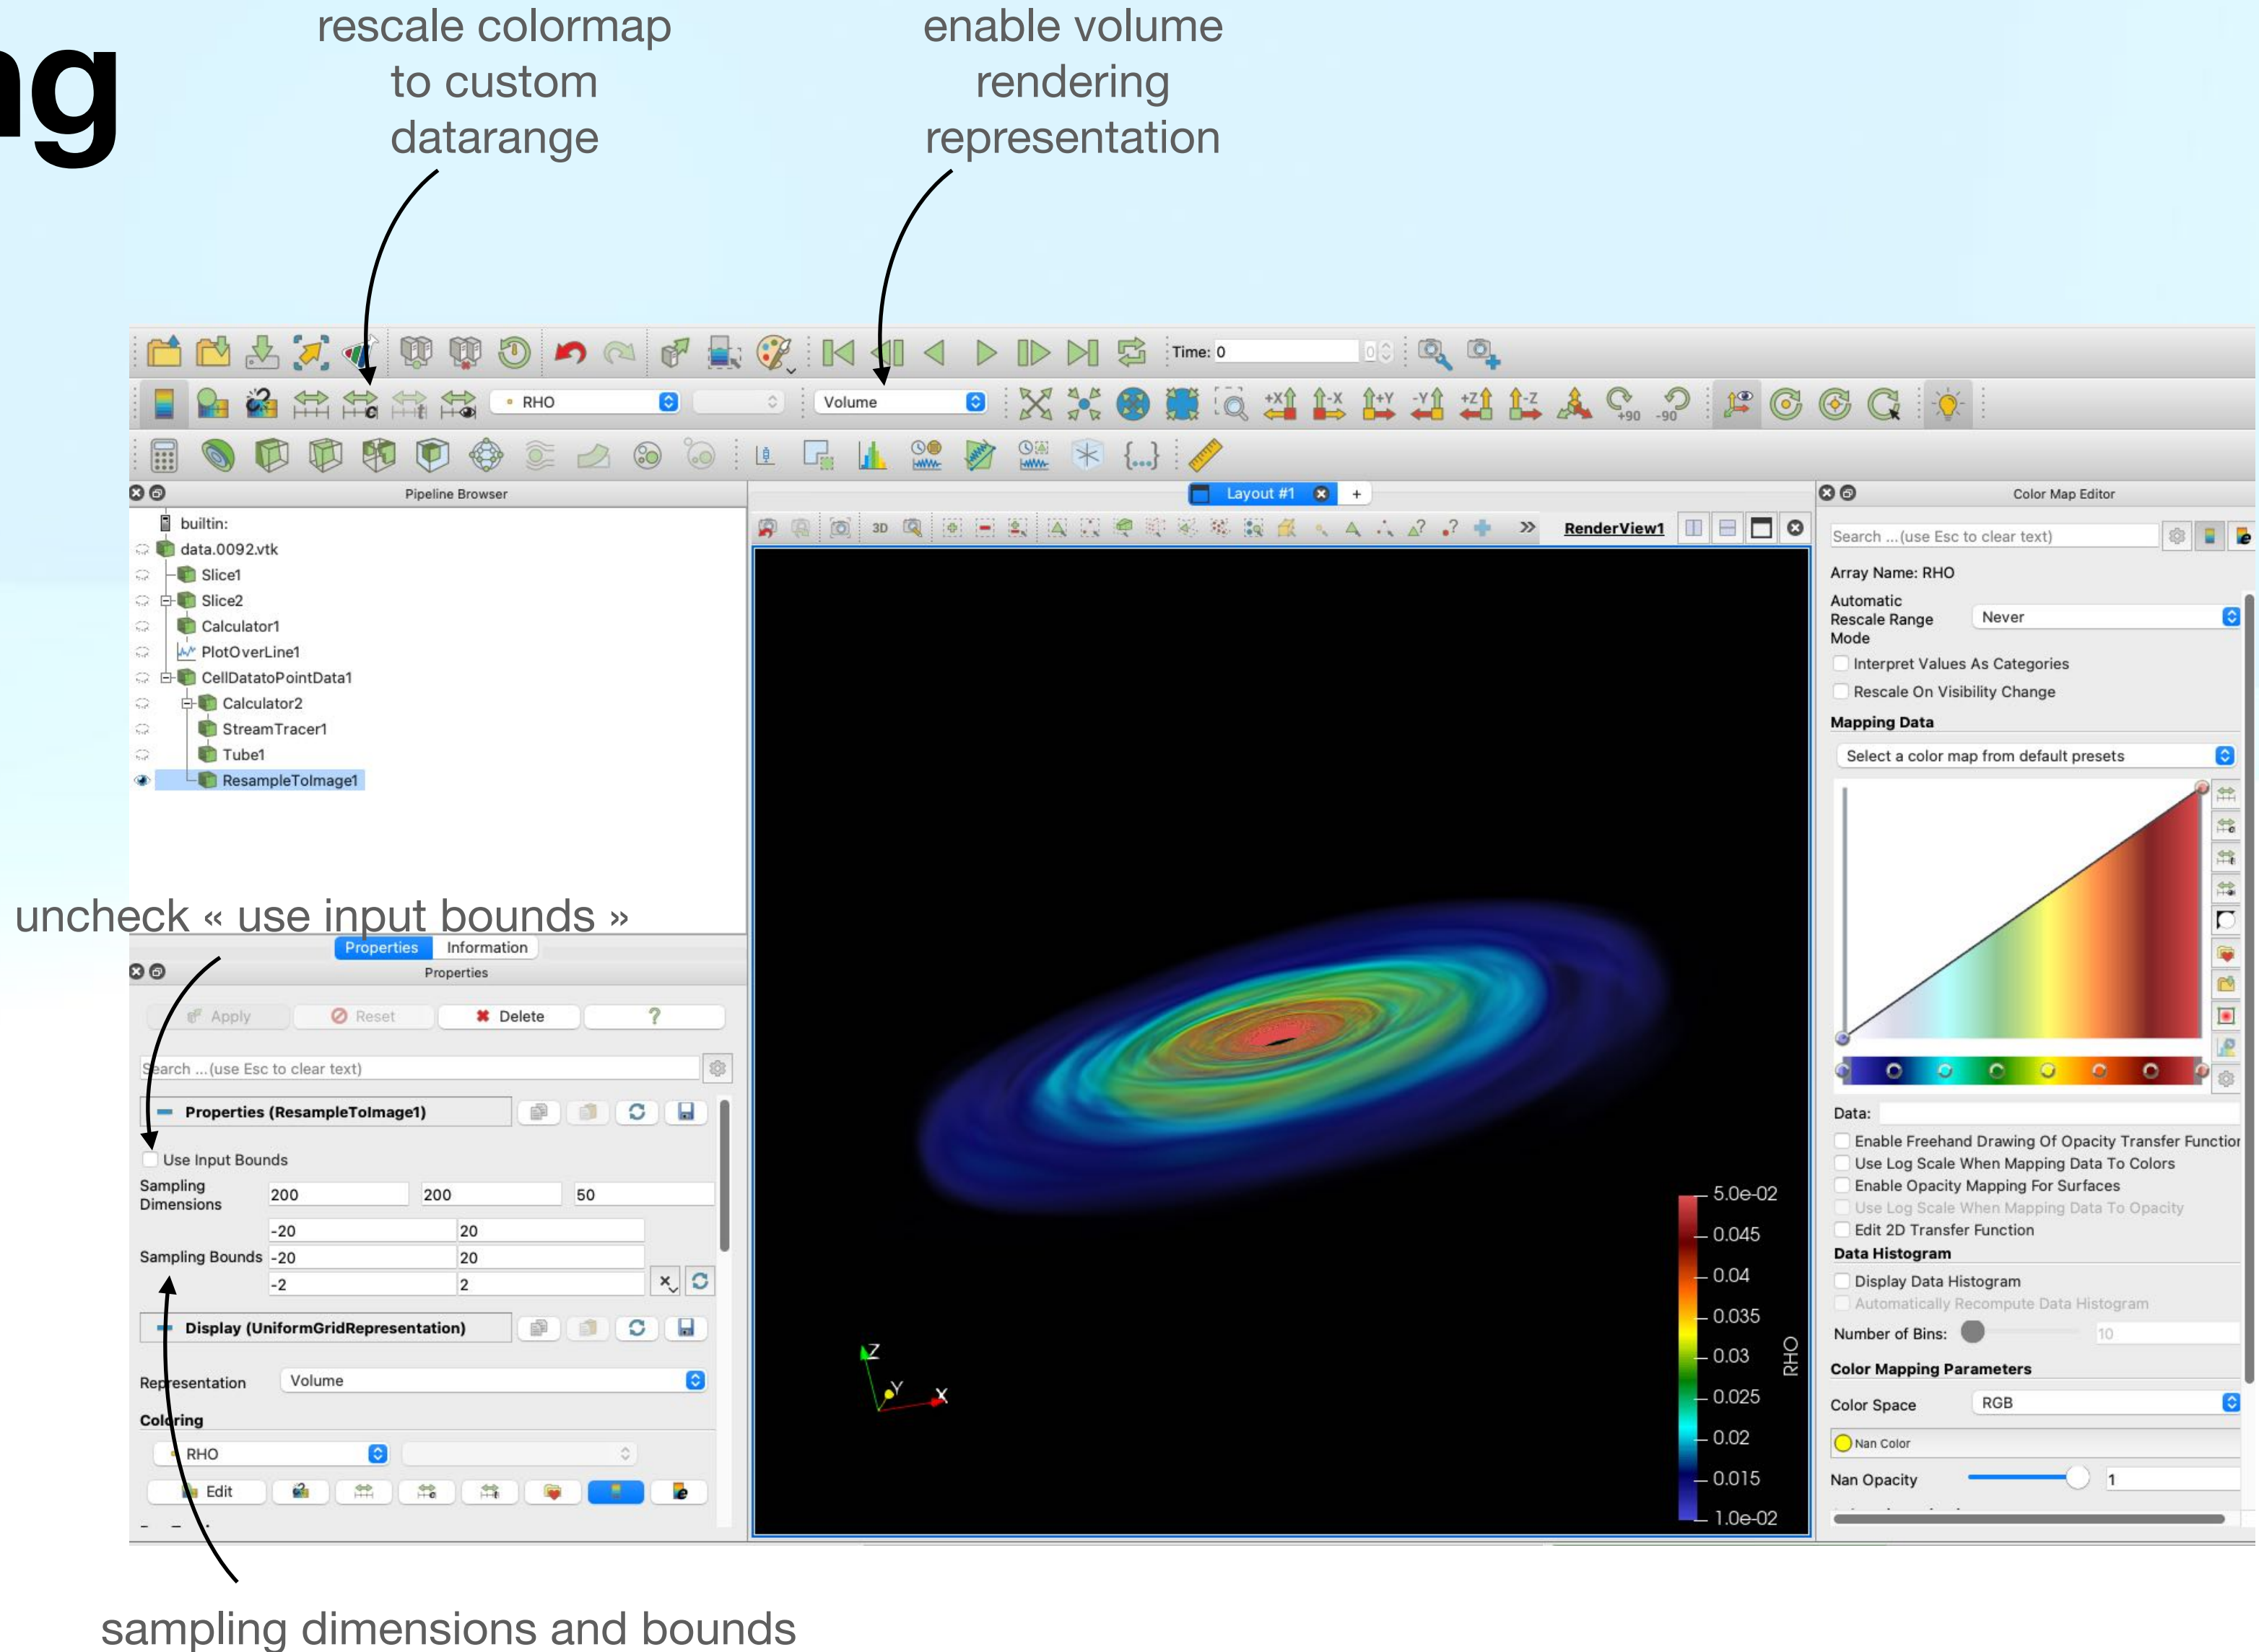 ng
rescale colormap
to custom
datarange
enable volume
rendering
representation
Time: 0
0
c
t
RHO
Volume
+X
-X
+Y
-Y
+Z
-Z
+90
-90
{...}
Pipeline Browser
builtin:
data.0092.vtk
Slice1
Slice2
Calculator1
PlotOverLine1
CellDatatoPointData1
Calculator2
StreamTracer1
Tube1
ResampleToImage1
uncheck « use input bounds »
Properties
Information
Properties
Apply
Reset
Delete
?
Search ...(use Esc to clear text)
Properties (ResampleToImage1)
Use Input Bounds
Sampling
Dimensions
200
200
50
-20
20
Sampling Bounds
-20
20
-2
2
Display (UniformGridRepresentation)
Representation
Volume
Coloring
RHO
Edit
sampling dimensions and bounds
Layout #1
+
3D
»
RenderView1
Z
Y
X
5.0e-02
0.045
0.04
0.035
0.03
0.025
0.02
0.015
1.0e-02
RHO
Color Map Editor
Search ...(use Esc to clear text)
Array Name: RHO
Automatic
Rescale Range
Mode
Never
Interpret Values As Categories
Rescale On Visibility Change
Mapping Data
Select a color map from default presets
Data:
Enable Freehand Drawing Of Opacity Transfer Function
Use Log Scale When Mapping Data To Colors
Enable Opacity Mapping For Surfaces
Use Log Scale When Mapping Data To Opacity
Edit 2D Transfer Function
Data Histogram
Display Data Histogram
Automatically Recompute Data Histogram
Number of Bins:
10
Color Mapping Parameters
Color Space
RGB
Nan Color
Nan Opacity
1